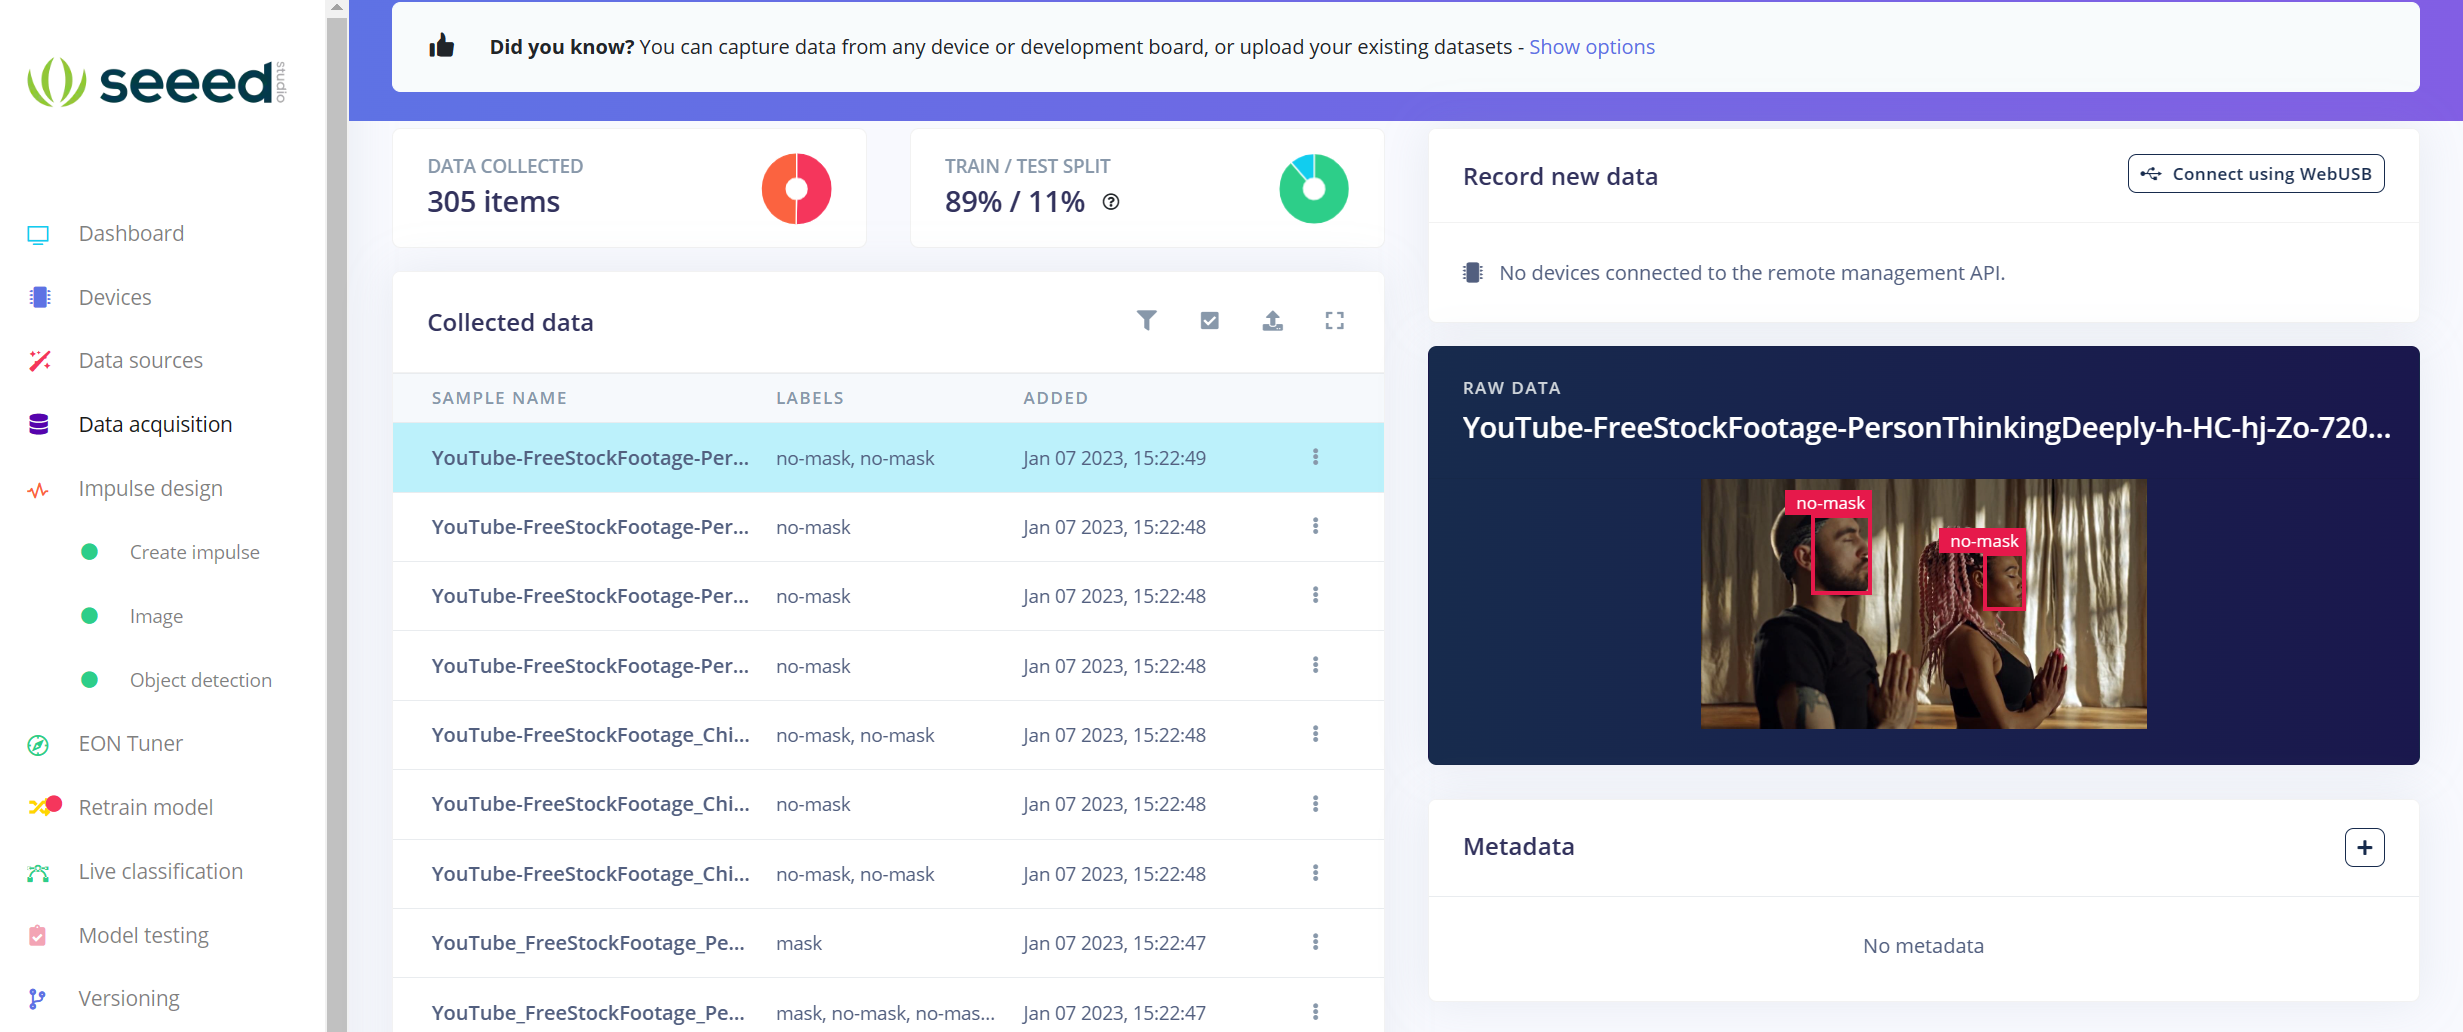 seeed studio
Dashboard
Devices
Data sources
Data acquisition
Impulse design
Create impulse
Image
Object detection
EON Tuner
Retrain model
Live classification
Model testing
Versioning
Did you know? You can capture data from any device or development board, or upload your existing datasets - Show options
DATA COLLECTED
305 items
TRAIN / TEST SPLIT
89% / 11% ?
Collected data
SAMPLE NAME LABELS ADDED
YouTube-FreeStockFootage-Per... no-mask, no-mask Jan 07 2023, 15:22:49
YouTube-FreeStockFootage-Per... no-mask Jan 07 2023, 15:22:48
YouTube-FreeStockFootage-Per... no-mask Jan 07 2023, 15:22:48
YouTube-FreeStockFootage-Per... no-mask Jan 07 2023, 15:22:48
YouTube-FreeStockFootage_Chi... no-mask, no-mask Jan 07 2023, 15:22:48
YouTube-FreeStockFootage_Chi... no-mask Jan 07 2023, 15:22:48
YouTube-FreeStockFootage_Chi... no-mask, no-mask Jan 07 2023, 15:22:48
YouTube_FreeStockFootage_Pe... mask Jan 07 2023, 15:22:47
YouTube_FreeStockFootage_Pe... mask, no-mask, no-mas... Jan 07 2023, 15:22:47
Record new data
Connect using WebUSB
No devices connected to the remote management API.
RAW DATA
YouTube-FreeStockFootage-PersonThinkingDeeply-h-HC-hj-Zo-720...
no-mask
no-mask
Metadata
+
No metadata